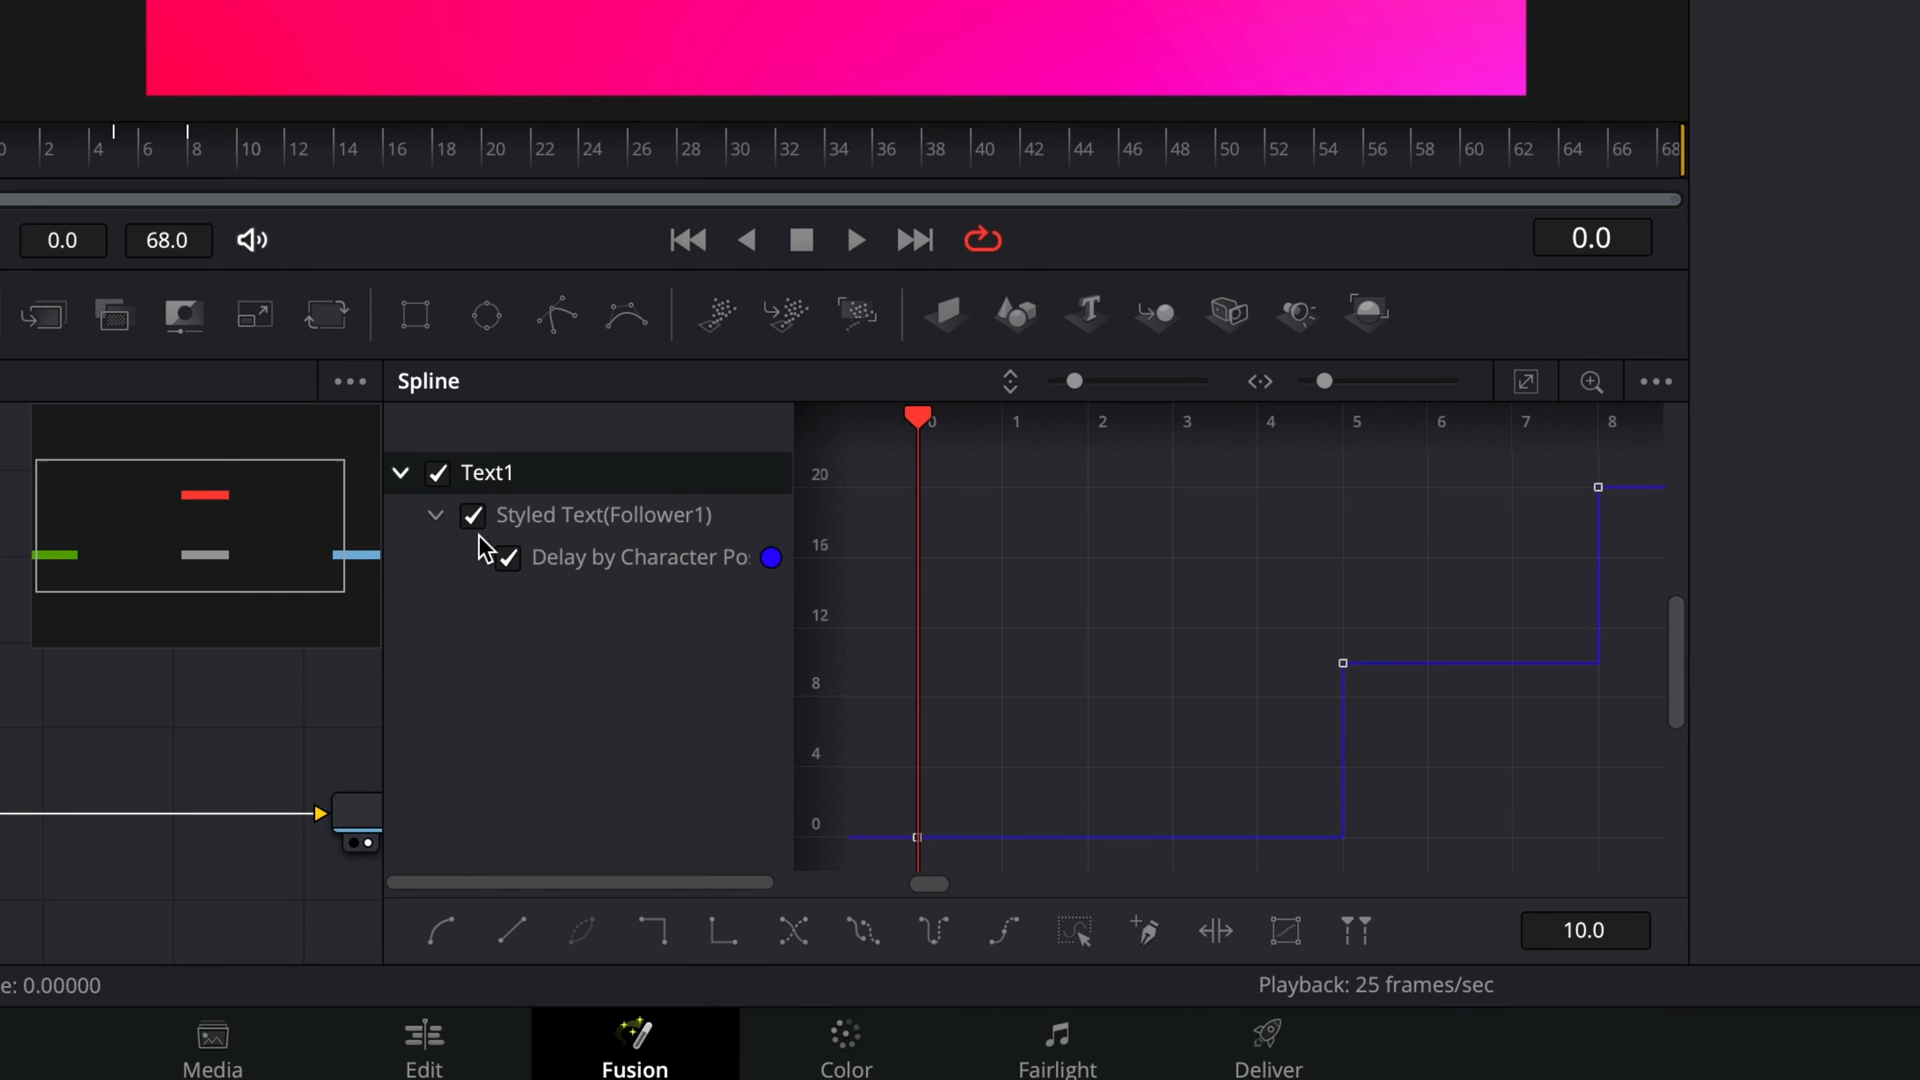 0 2 4 6 8 10 12 14 16 18 20 22 24 26 28 30 32 34 36 38 40 42 44 46 48 50 52 54 56 58 60 62 64 66 68
0.0 68.0 0.0
Spline
0 1 2 3 4 5 6 7 8
Text1
Styled Text(Follower1)
Delay by Character Po
20
16
12
8
4
0
10.0
e: 0.00000 Playback: 25 frames/sec
Media Edit Fusion Color Fairlight Deliver